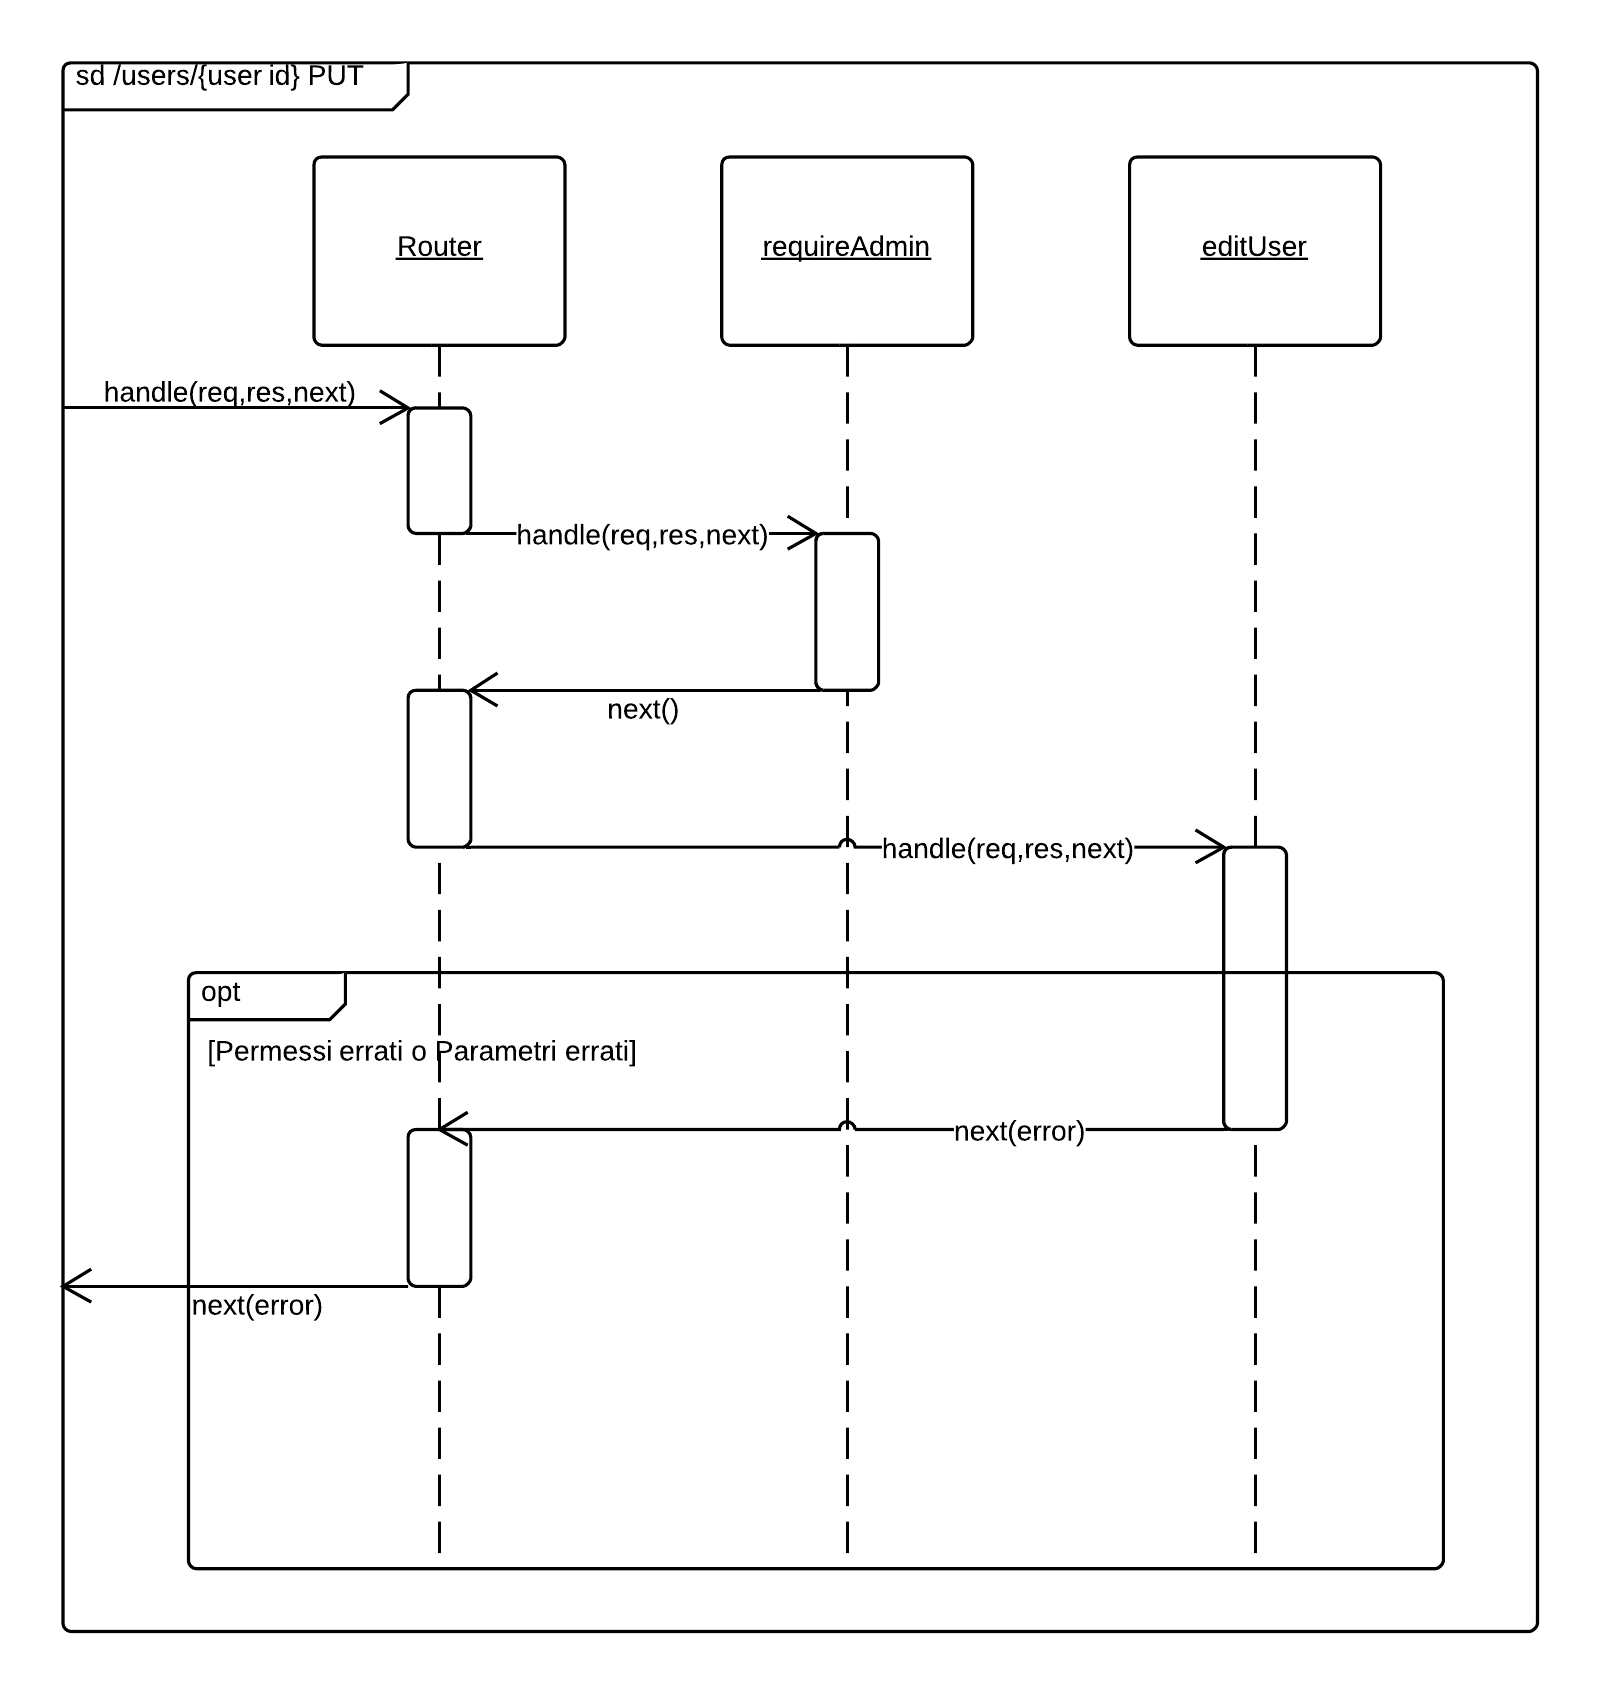 sd /users/{user id} PUT
Router
requireAdmin
editUser
handle(req,res,next)
handle(req,res,next)
next()
handle(req,res,next)
opt
[Permessi errati o Parametri errati]
next(error)
next(error)